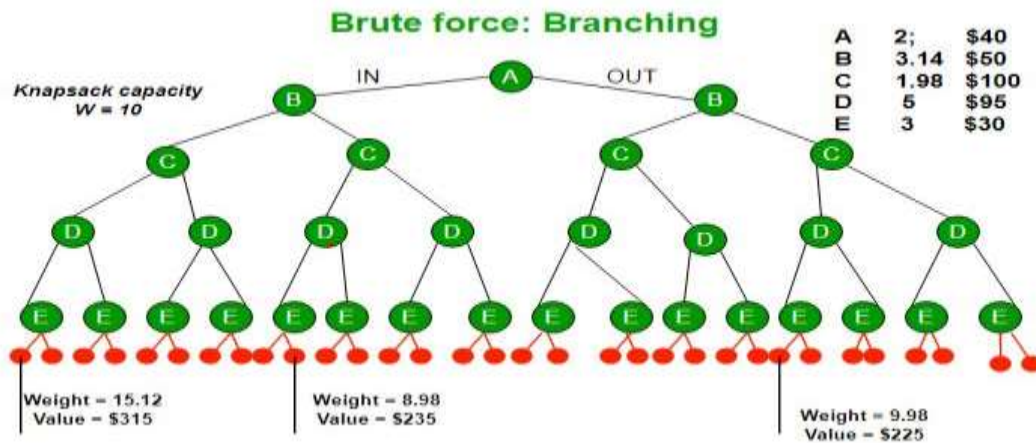 Brute force: Branching
A 2; $40
B 3.14 $50
C 1.98 $100
D 5 $95
E 3 $30
Knapsack capacity
W = 10
IN
OUT
A
B B
C C C C
D D D D D D D D
E E E E E E E E E E E E E E E E
Weight = 15.12
Value = $315
Weight = 8.98
Value = $235
Weight = 9.98
Value = $225